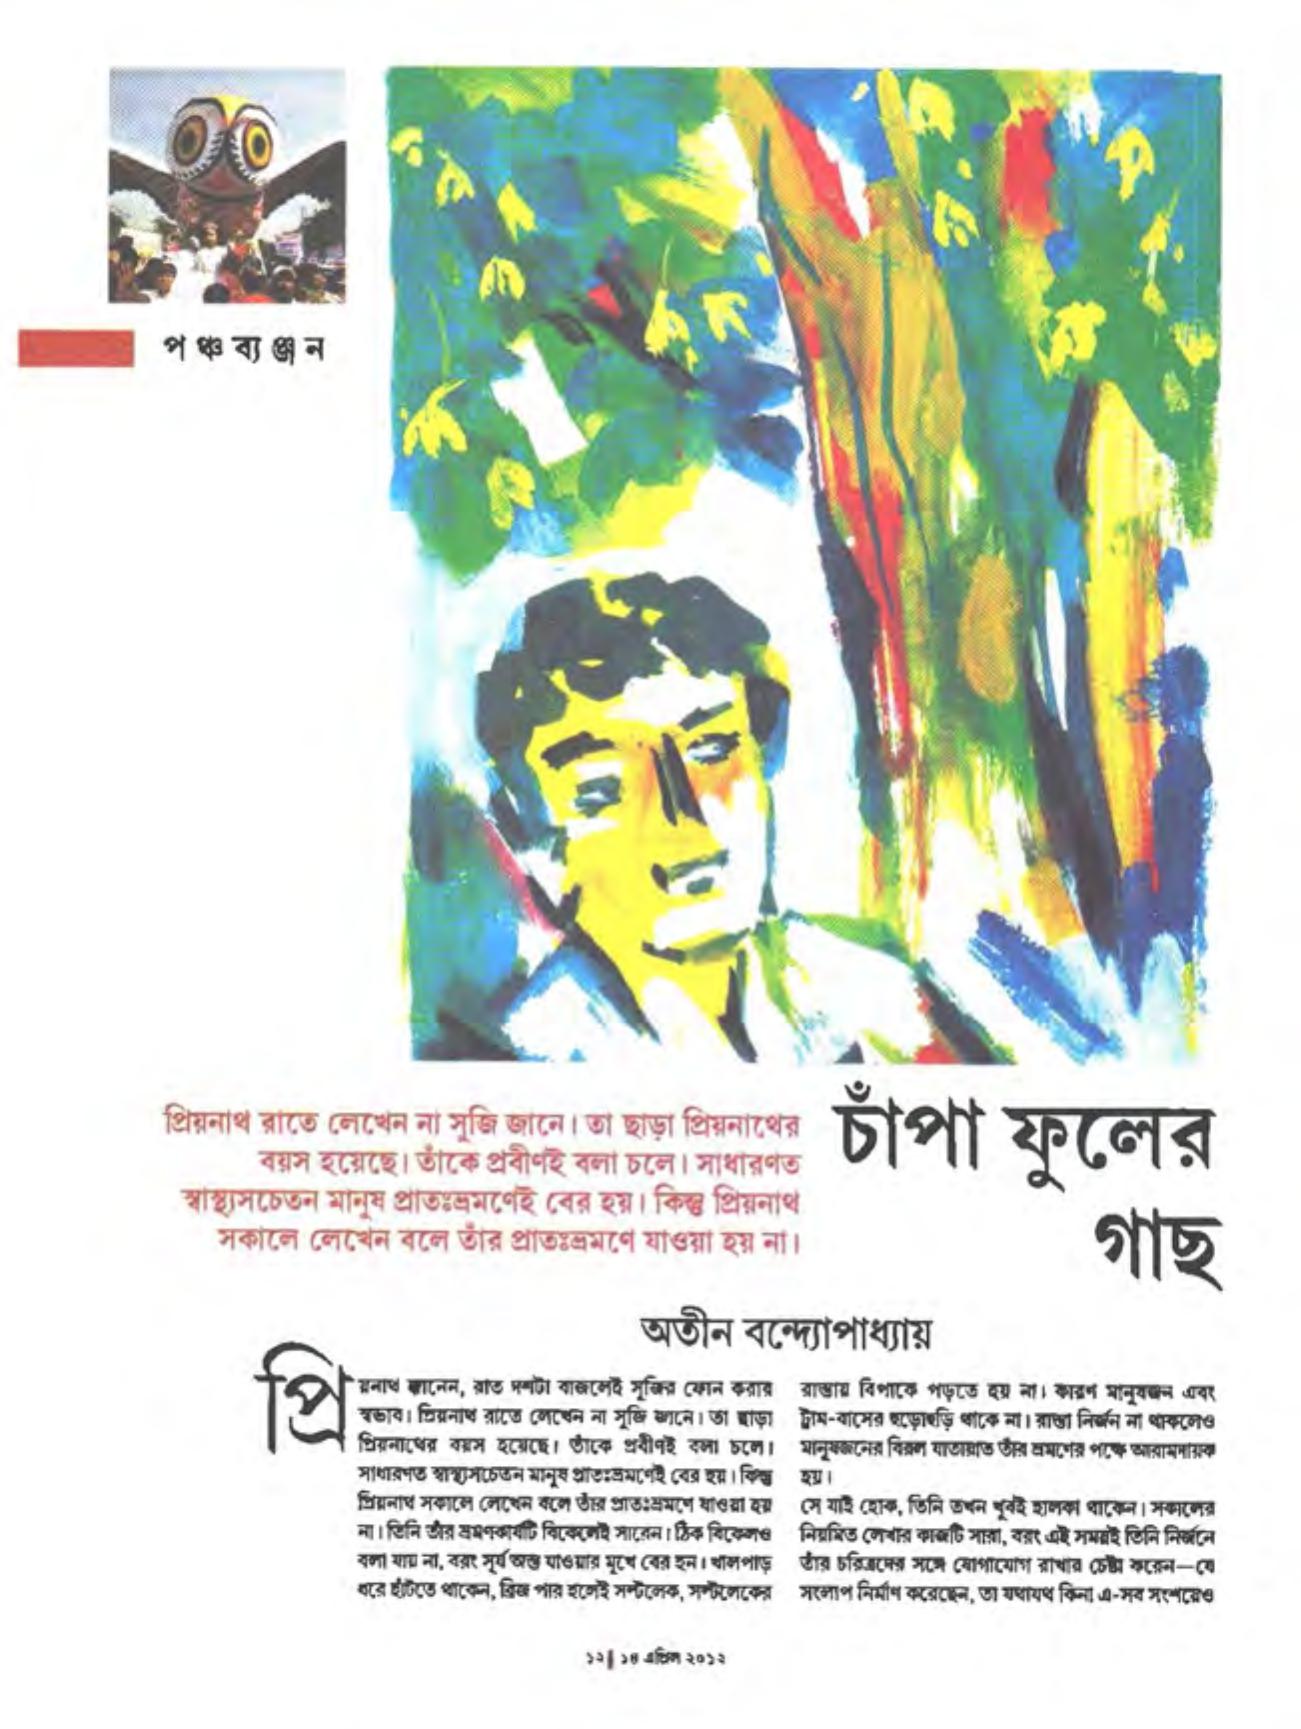 পঞ্চব্যঞ্জন
চাঁপা ফুলের
গাছ
প্রিয়নাথ রাতে লেখেন না সুজি জানে। তা ছাড়া প্রিয়নাথের
বয়স হয়েছে। তাঁকে প্রবীণই বলা চলে। সাধারণত
স্বাস্থ্যসচেতন মানুষ প্রাতঃভ্রমণেই বের হয়। কিন্তু প্রিয়নাথ
সকালে লেখেন বলে তাঁর প্রাতঃভ্রমণে যাওয়া হয় না।
অতীন বন্দ্যোপাধ্যায়
প্রিয়নাথ জানেন, রাত দশটা বাজলেই সুজির ফোন করার
স্বভাব। প্রিয়নাথ রাতে লেখেন না সুজি জানে। তা ছাড়া
প্রিয়নাথের বয়স হয়েছে। তাঁকে প্রবীণই বলা চলে।
সাধারণত স্বাস্থ্যসচেতন মানুষ প্রাতঃভ্রমণেই বের হয়। কিন্তু
প্রিয়নাথ সকালে লেখেন বলে তাঁর প্রাতঃভ্রমণে যাওয়া হয়
না। তিনি তাঁর ভ্রমণকার্যটি বিকেলেই সারেন। ঠিক বিকেলও
বলা যায় না, বরং সূর্য অস্ত যাওয়ার মুখে বের হন। খালপাড়
ধরে হাঁটতে থাকেন, ব্রিজ পার হলেই সল্টলেক, সল্টলেকের
রাস্তায় বিপাকে পড়তে হয় না। কারণ মানুষজন এবং
ট্রাম-বাসের হুড়োহুড়ি থাকে না। রাস্তা নির্জন না থাকলেও
মানুষজনের বিরল যাতায়াত তাঁর ভ্রমণের পক্ষে আরামদায়ক
হয়।
সে যাই হোক, তিনি তখন খুবই হালকা থাকেন। সকালের
নিয়মিত লেখার কাজটি সারা, বরং এই সময়ই তিনি নির্জনে
তাঁর চরিত্রদের সঙ্গে যোগাযোগ রাখার চেষ্টা করেন—যে
সংলাপ নির্মাণ করেছেন, তা যথাযথ কিনা এ-সব সংশয়েও
১২| ১৪ এপ্রিল ২০১২